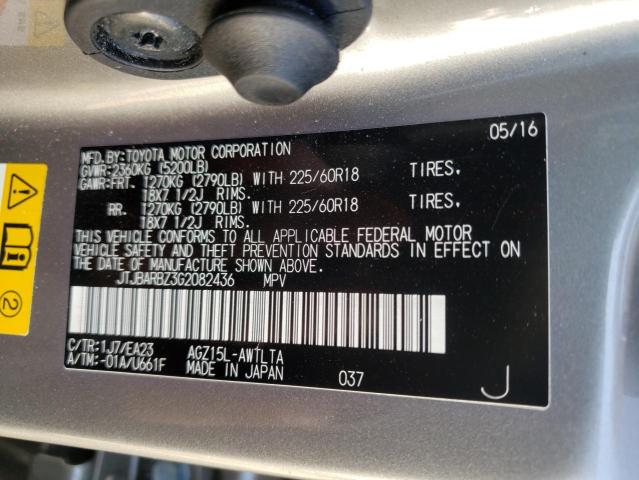 05/16
MFD. BY:TOYOTA MOTOR CORPORATION
GVWR:2360KG (5200LB)
GAWR:FRT. 1270KG (2790LB) WITH 225/60R18 TIRES,
18X7 1/2J RIMS.
RR. 1270KG (2790LB) WITH 225/60R18 TIRES,
18X7 1/2J RIMS.
THIS VEHICLE CONFORMS TO ALL APPLICABLE FEDERAL MOTOR
VEHICLE SAFETY AND THEFT PREVENTION STANDARDS IN EFFECT ON
THE DATE OF MANUFACTURE SHOWN ABOVE.
JTJBARBZ3G2082436 MPV
C/TR:1J7/EA23 AGZ15L-AWTLTA
A/TM:-01A/U661F MADE IN JAPAN 037 J
2